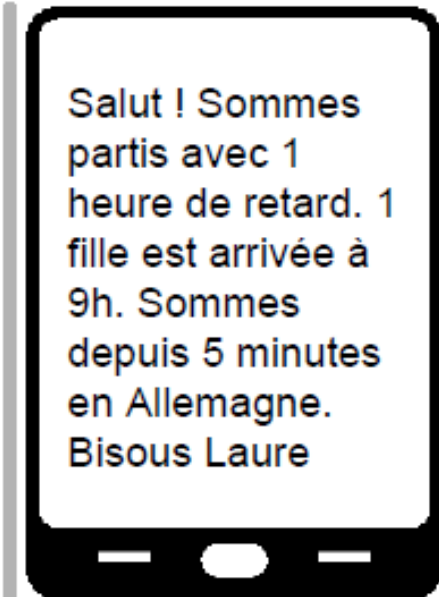 Salut ! Sommes
partis avec 1
heure de retard. 1
fille est arrivée à
9h. Sommes
depuis 5 minutes
en Allemagne.
Bisous Laure